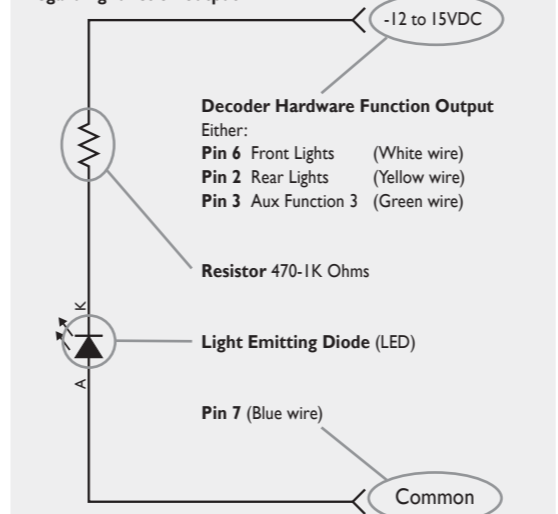 -12 to 15VDC
Decoder Hardware Function Output
Either:
Pin 6 Front Lights (White wire)
Pin 2 Rear Lights (Yellow wire)
Pin 3 Aux Function 3 (Green wire)
Resistor 470-1K Ohms
K
Light Emitting Diode (LED)
A
Pin 7 (Blue wire)
Common